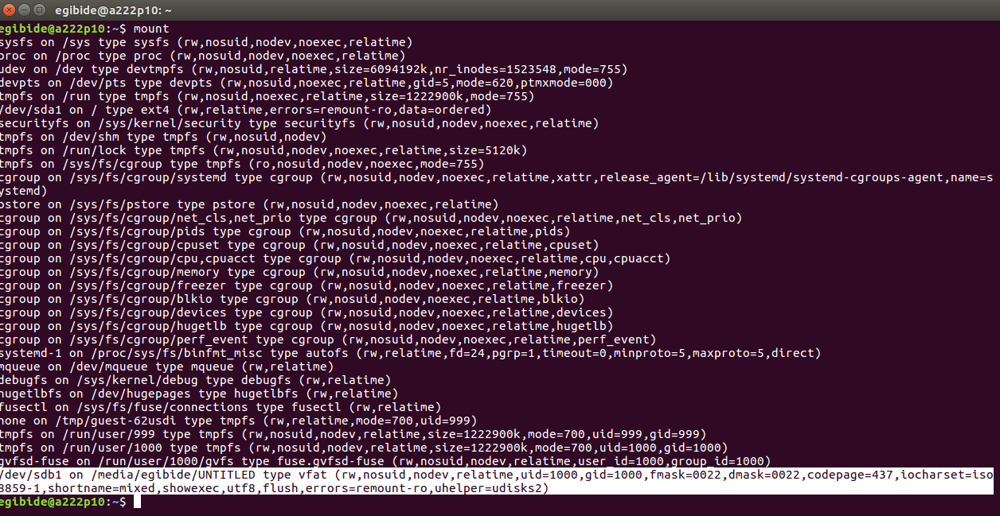 egibide@a222p10: ~
egibide@a222p10:~$ mount
sysfs on /sys type sysfs (rw,nosuid,nodev,noexec,relatime)
proc on /proc type proc (rw,nosuid,nodev,noexec,relatime)
udev on /dev type devtmpfs (rw,nosuid,relatime,size=6094192k,nr_inodes=1523548,mode=755)
devpts on /dev/pts type devpts (rw,nosuid,noexec,relatime,gid=5,mode=620,ptmxmode=000)
tmpfs on /run type tmpfs (rw,nosuid,noexec,relatime,size=1222900k,mode=755)
/dev/sda1 on / type ext4 (rw,relatime,errors=remount-ro,data=ordered)
securityfs on /sys/kernel/security type securityfs (rw,nosuid,nodev,noexec,relatime)
tmpfs on /dev/shm type tmpfs (rw,nosuid,nodev)
tmpfs on /run/lock type tmpfs (rw,nosuid,nodev,noexec,relatime,size=5120k)
tmpfs on /sys/fs/cgroup type tmpfs (ro,nosuid,nodev,noexec,mode=755)
cgroup on /sys/fs/cgroup/systemd type cgroup (rw,nosuid,nodev,noexec,relatime,xattr,release_agent=/lib/systemd/systemd-cgroups-agent,name=s
ystemd)
pstore on /sys/fs/pstore type pstore (rw,nosuid,nodev,noexec,relatime)
cgroup on /sys/fs/cgroup/net_cls,net_prio type cgroup (rw,nosuid,nodev,noexec,relatime,net_cls,net_prio)
cgroup on /sys/fs/cgroup/pids type cgroup (rw,nosuid,nodev,noexec,relatime,pids)
cgroup on /sys/fs/cgroup/cpuset type cgroup (rw,nosuid,nodev,noexec,relatime,cpuset)
cgroup on /sys/fs/cgroup/cpu,cpuacct type cgroup (rw,nosuid,nodev,noexec,relatime,cpu,cpuacct)
cgroup on /sys/fs/cgroup/memory type cgroup (rw,nosuid,nodev,noexec,relatime,memory)
cgroup on /sys/fs/cgroup/freezer type cgroup (rw,nosuid,nodev,noexec,relatime,freezer)
cgroup on /sys/fs/cgroup/blkio type cgroup (rw,nosuid,nodev,noexec,relatime,blkio)
cgroup on /sys/fs/cgroup/devices type cgroup (rw,nosuid,nodev,noexec,relatime,devices)
cgroup on /sys/fs/cgroup/hugetlb type cgroup (rw,nosuid,nodev,noexec,relatime,hugetlb)
cgroup on /sys/fs/cgroup/perf_event type cgroup (rw,nosuid,nodev,noexec,relatime,perf_event)
systemd-1 on /proc/sys/fs/binfmt_misc type autofs (rw,relatime,fd=24,pgrp=1,timeout=0,minproto=5,maxproto=5,direct)
mqueue on /dev/mqueue type mqueue (rw,relatime)
debugfs on /sys/kernel/debug type debugfs (rw,relatime)
hugetlbfs on /dev/hugepages type hugetlbfs (rw,relatime)
fusectl on /sys/fs/fuse/connections type fusectl (rw,relatime)
none on /tmp/guest-62usdi type tmpfs (rw,relatime,mode=700,uid=999)
tmpfs on /run/user/999 type tmpfs (rw,nosuid,nodev,relatime,size=1222900k,mode=700,uid=999,gid=999)
tmpfs on /run/user/1000 type tmpfs (rw,nosuid,nodev,relatime,size=1222900k,mode=700,uid=1000,gid=1000)
gvfsd-fuse on /run/user/1000/gvfs type fuse.gvfsd-fuse (rw,nosuid,nodev,relatime,user_id=1000,group_id=1000)
/dev/sdb1 on /media/egibide/UNTITLED type vfat (rw,nosuid,nodev,relatime,uid=1000,gid=1000,fmask=0022,dmask=0022,codepage=437,iocharset=iso
8859-1,shortname=mixed,showexec,utf8,flush,errors=remount-ro,uhelper=udisks2)
egibide@a222p10:~$